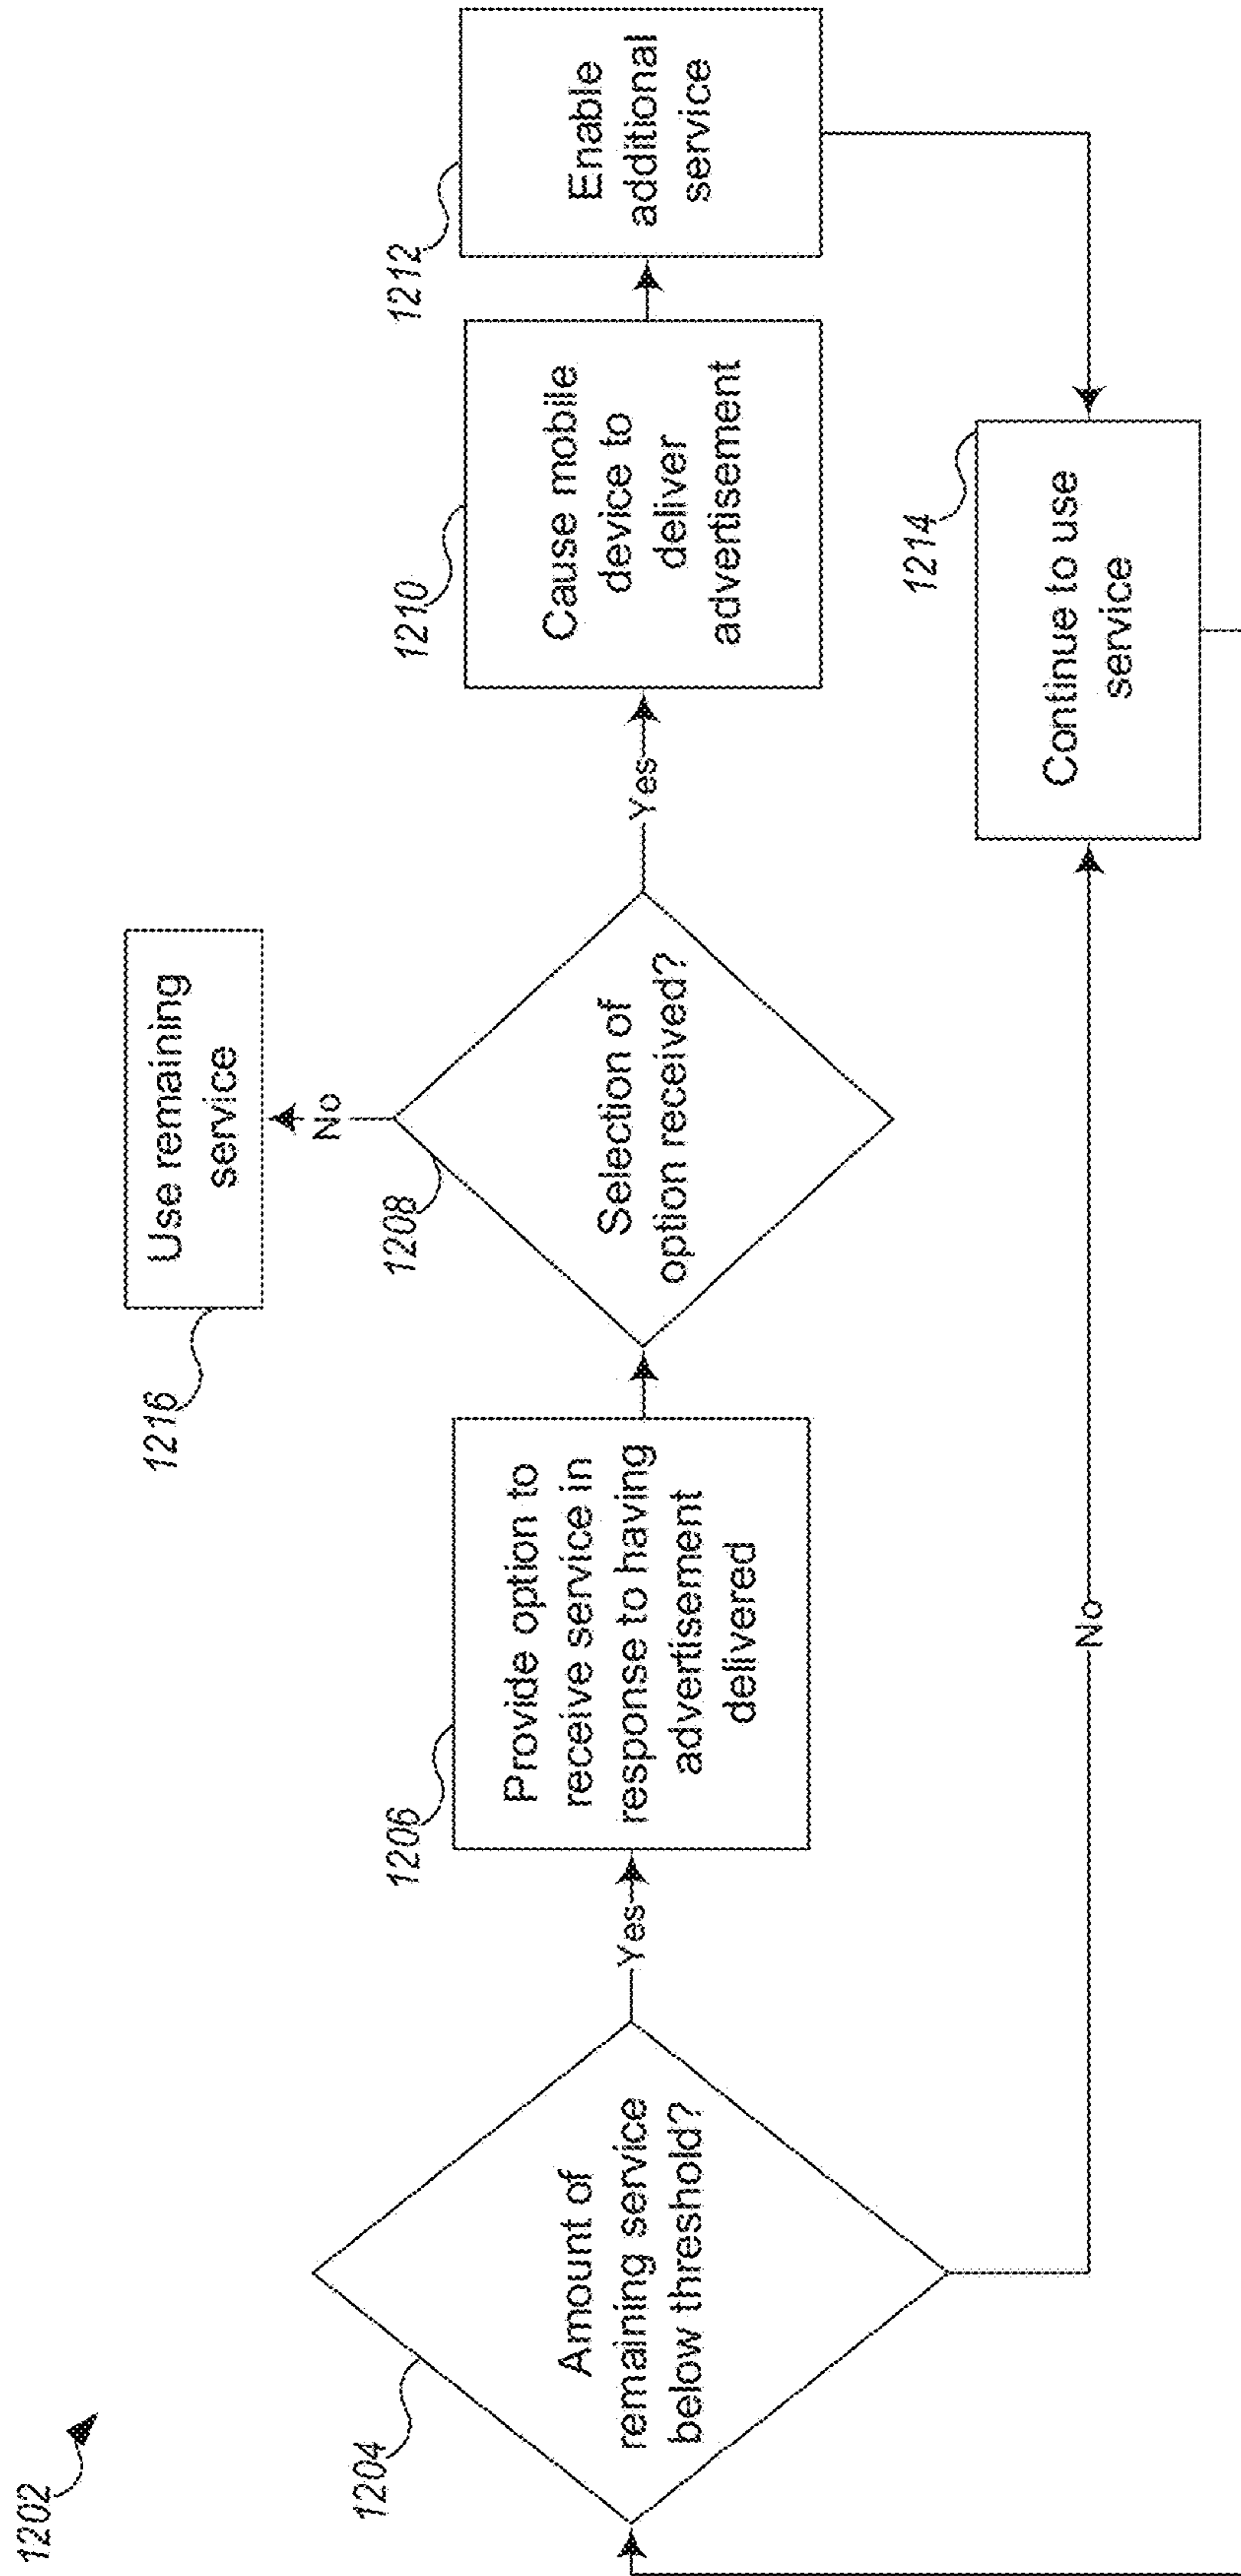 1202
1204
Amount of
remaining service
below threshold?
Yes
No
1206
Provide option to
receive service in
response to having
advertisement
delivered
1208
Selection of
option received?
No
Yes
1216
Use remaining
service
1210
Cause mobile
device to
deliver
advertisement
1212
Enable
additional
service
1214
Continue to use
service